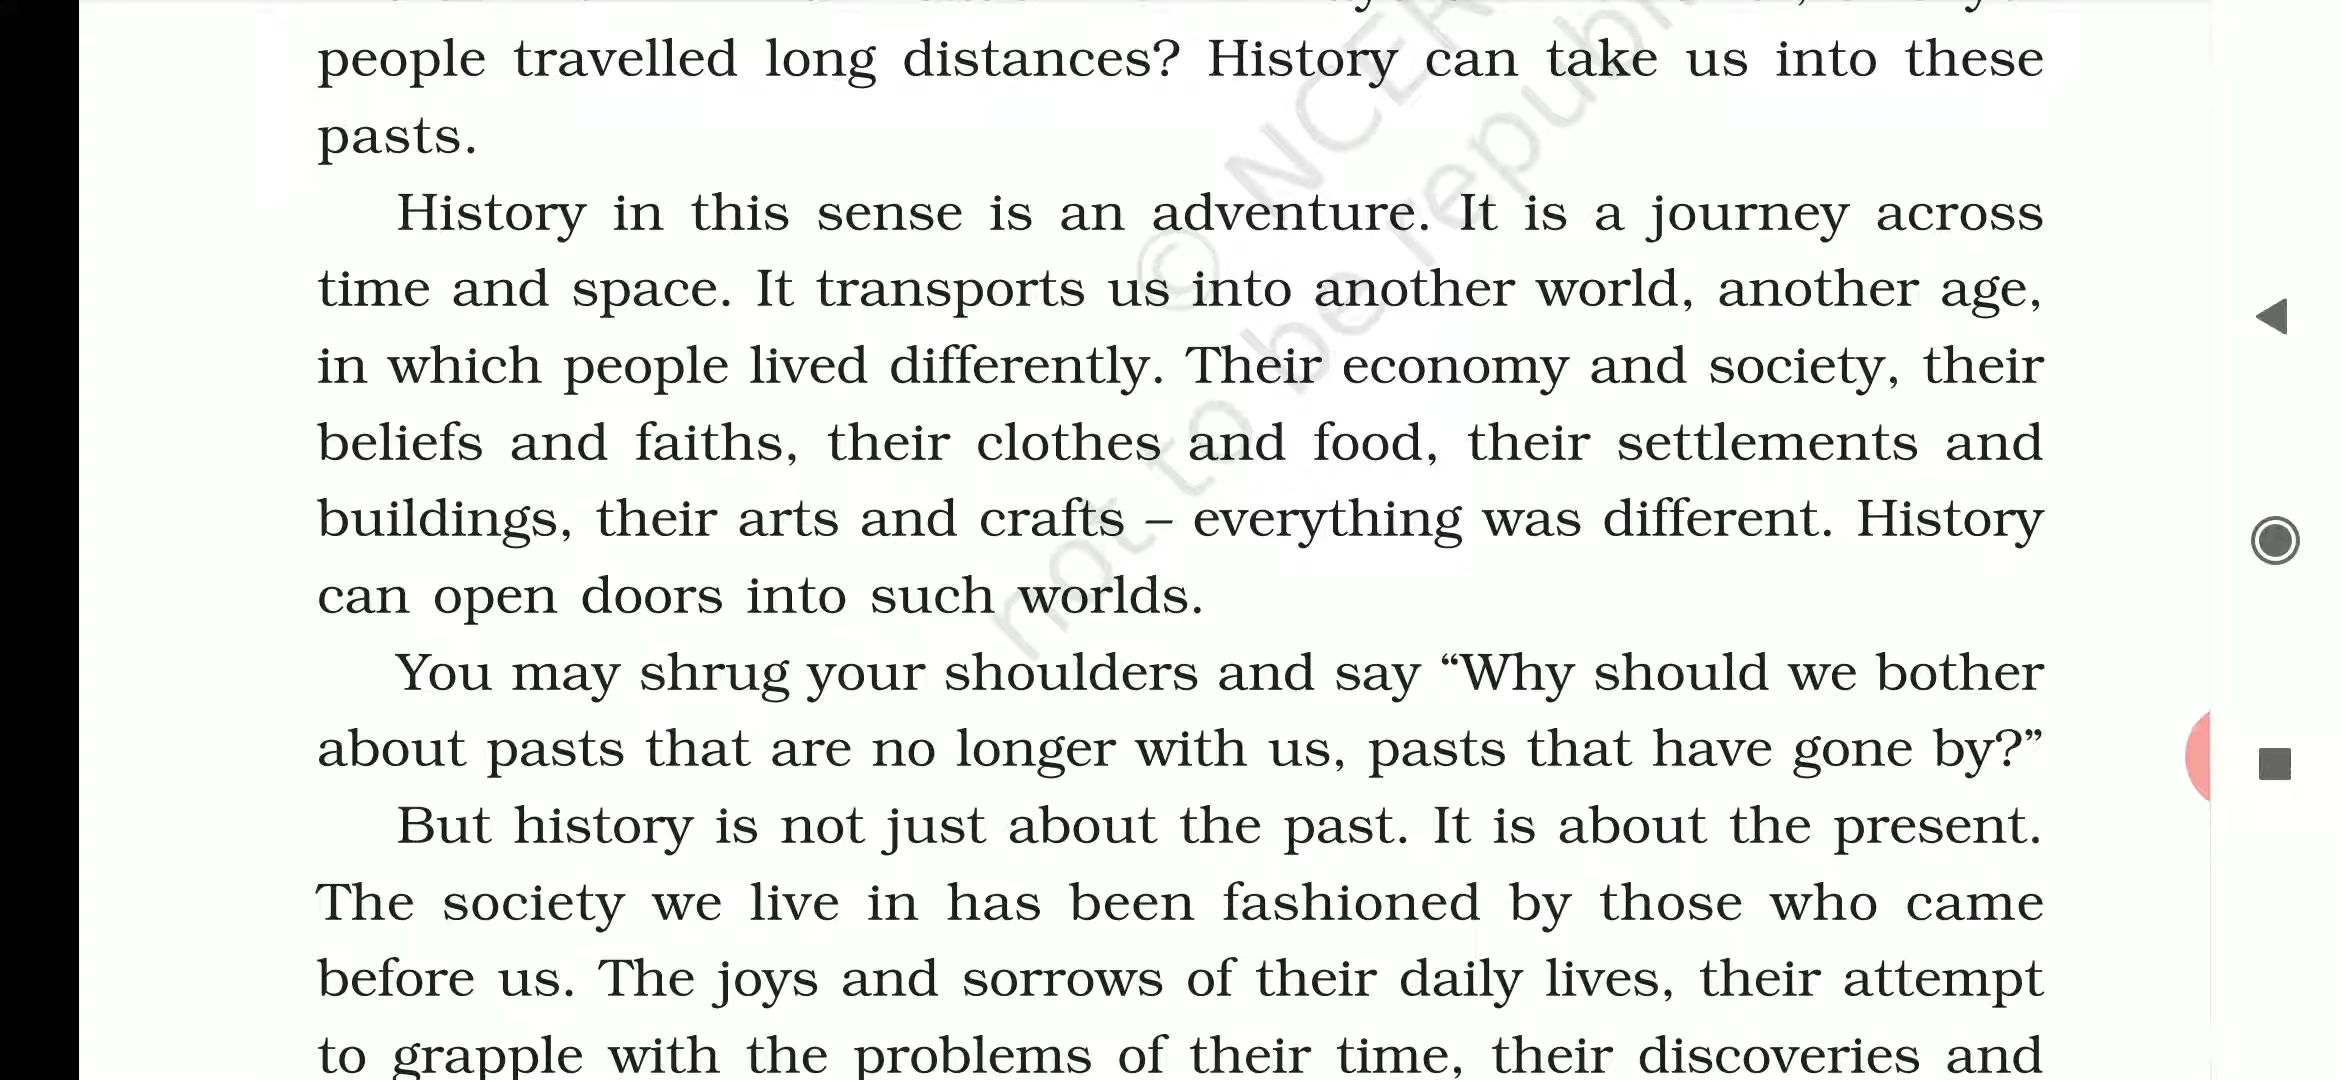 people travelled long distances? History can take us into these
pasts.
History in this sense is an adventure. It is a journey across
time and space. It transports us into another world, another age,
in which people lived differently. Their economy and society, their
beliefs and faiths, their clothes and food, their settlements and
buildings, their arts and crafts – everything was different. History
can open doors into such worlds.
You may shrug your shoulders and say “Why should we bother
about pasts that are no longer with us, pasts that have gone by?”
But history is not just about the past. It is about the present.
The society we live in has been fashioned by those who came
before us. The joys and sorrows of their daily lives, their attempt
to grapple with the problems of their time, their discoveries and
not to be